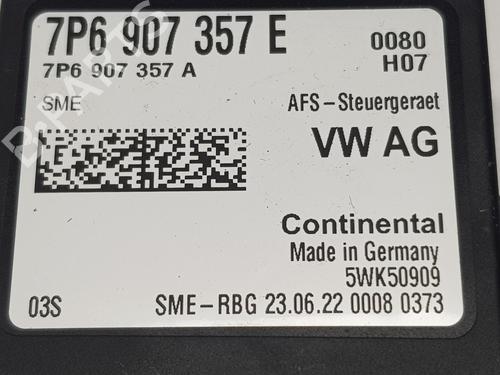 7P6 907 357 E
0080
7P6 907 357 A
H07
SME
AFS-Steuergeraet
VW AG
Continental
Made in Germany
5WK50909
03S
SME-RBG 23.06.22 0008 0373